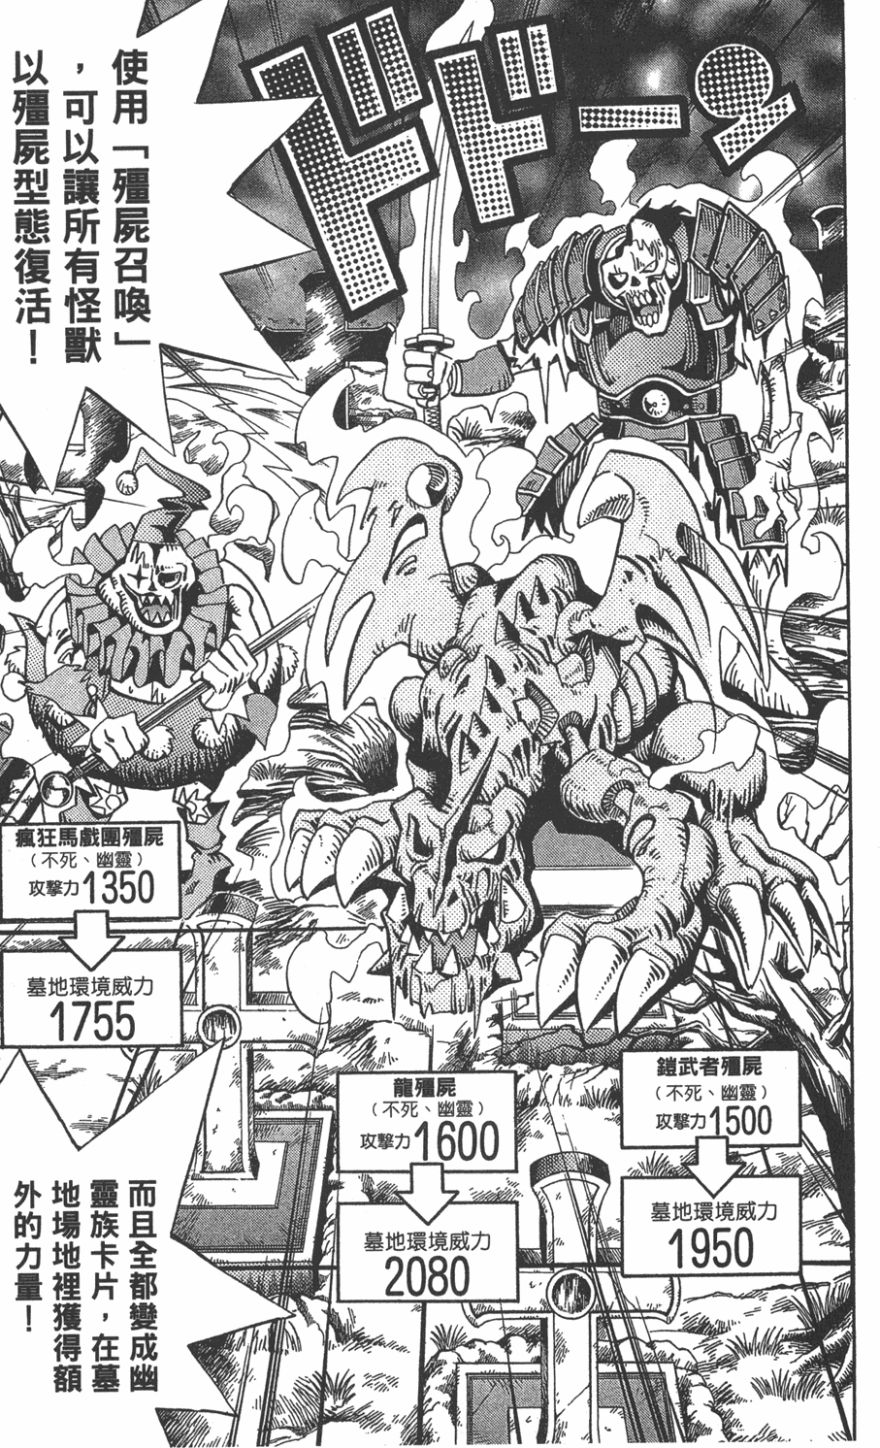 ドドーン
使用「殭屍召喚」
，可以讓所有怪獸
以殭屍型態復活！
鎧武者殭屍
（不死、幽靈）
攻擊力1500
墓地環境威力
1950
龍殭屍
（不死、幽靈）
攻擊力1600
墓地環境威力
2080
瘋狂馬戲團殭屍
（不死、幽靈）
攻擊力1350
墓地環境威力
1755
而且全都變成幽
靈族卡片，在墓
地場地裡獲得額
外的力量！